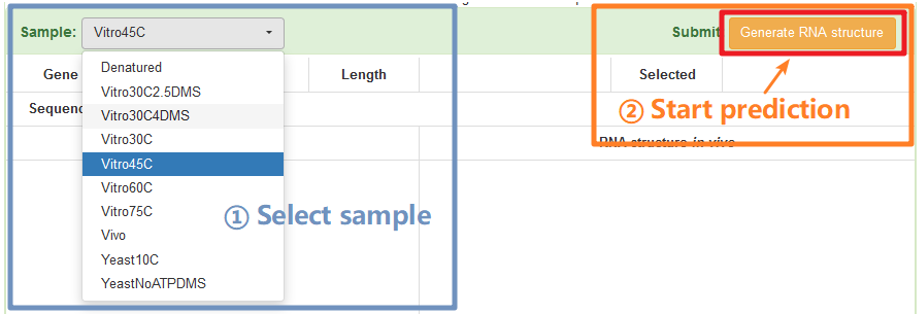 Sample: Vitro45C Submit Generate RNA structure
Denatured
Gene Length Selected
Vitro30C2.5DMS
Sequenc Vitro30C4DMS ② Start prediction
Vitro30C RNA structure in vivo
Vitro45C
Vitro60C
Vitro75C ① Select sample
Vivo
Yeast10C
YeastNoATPDMS